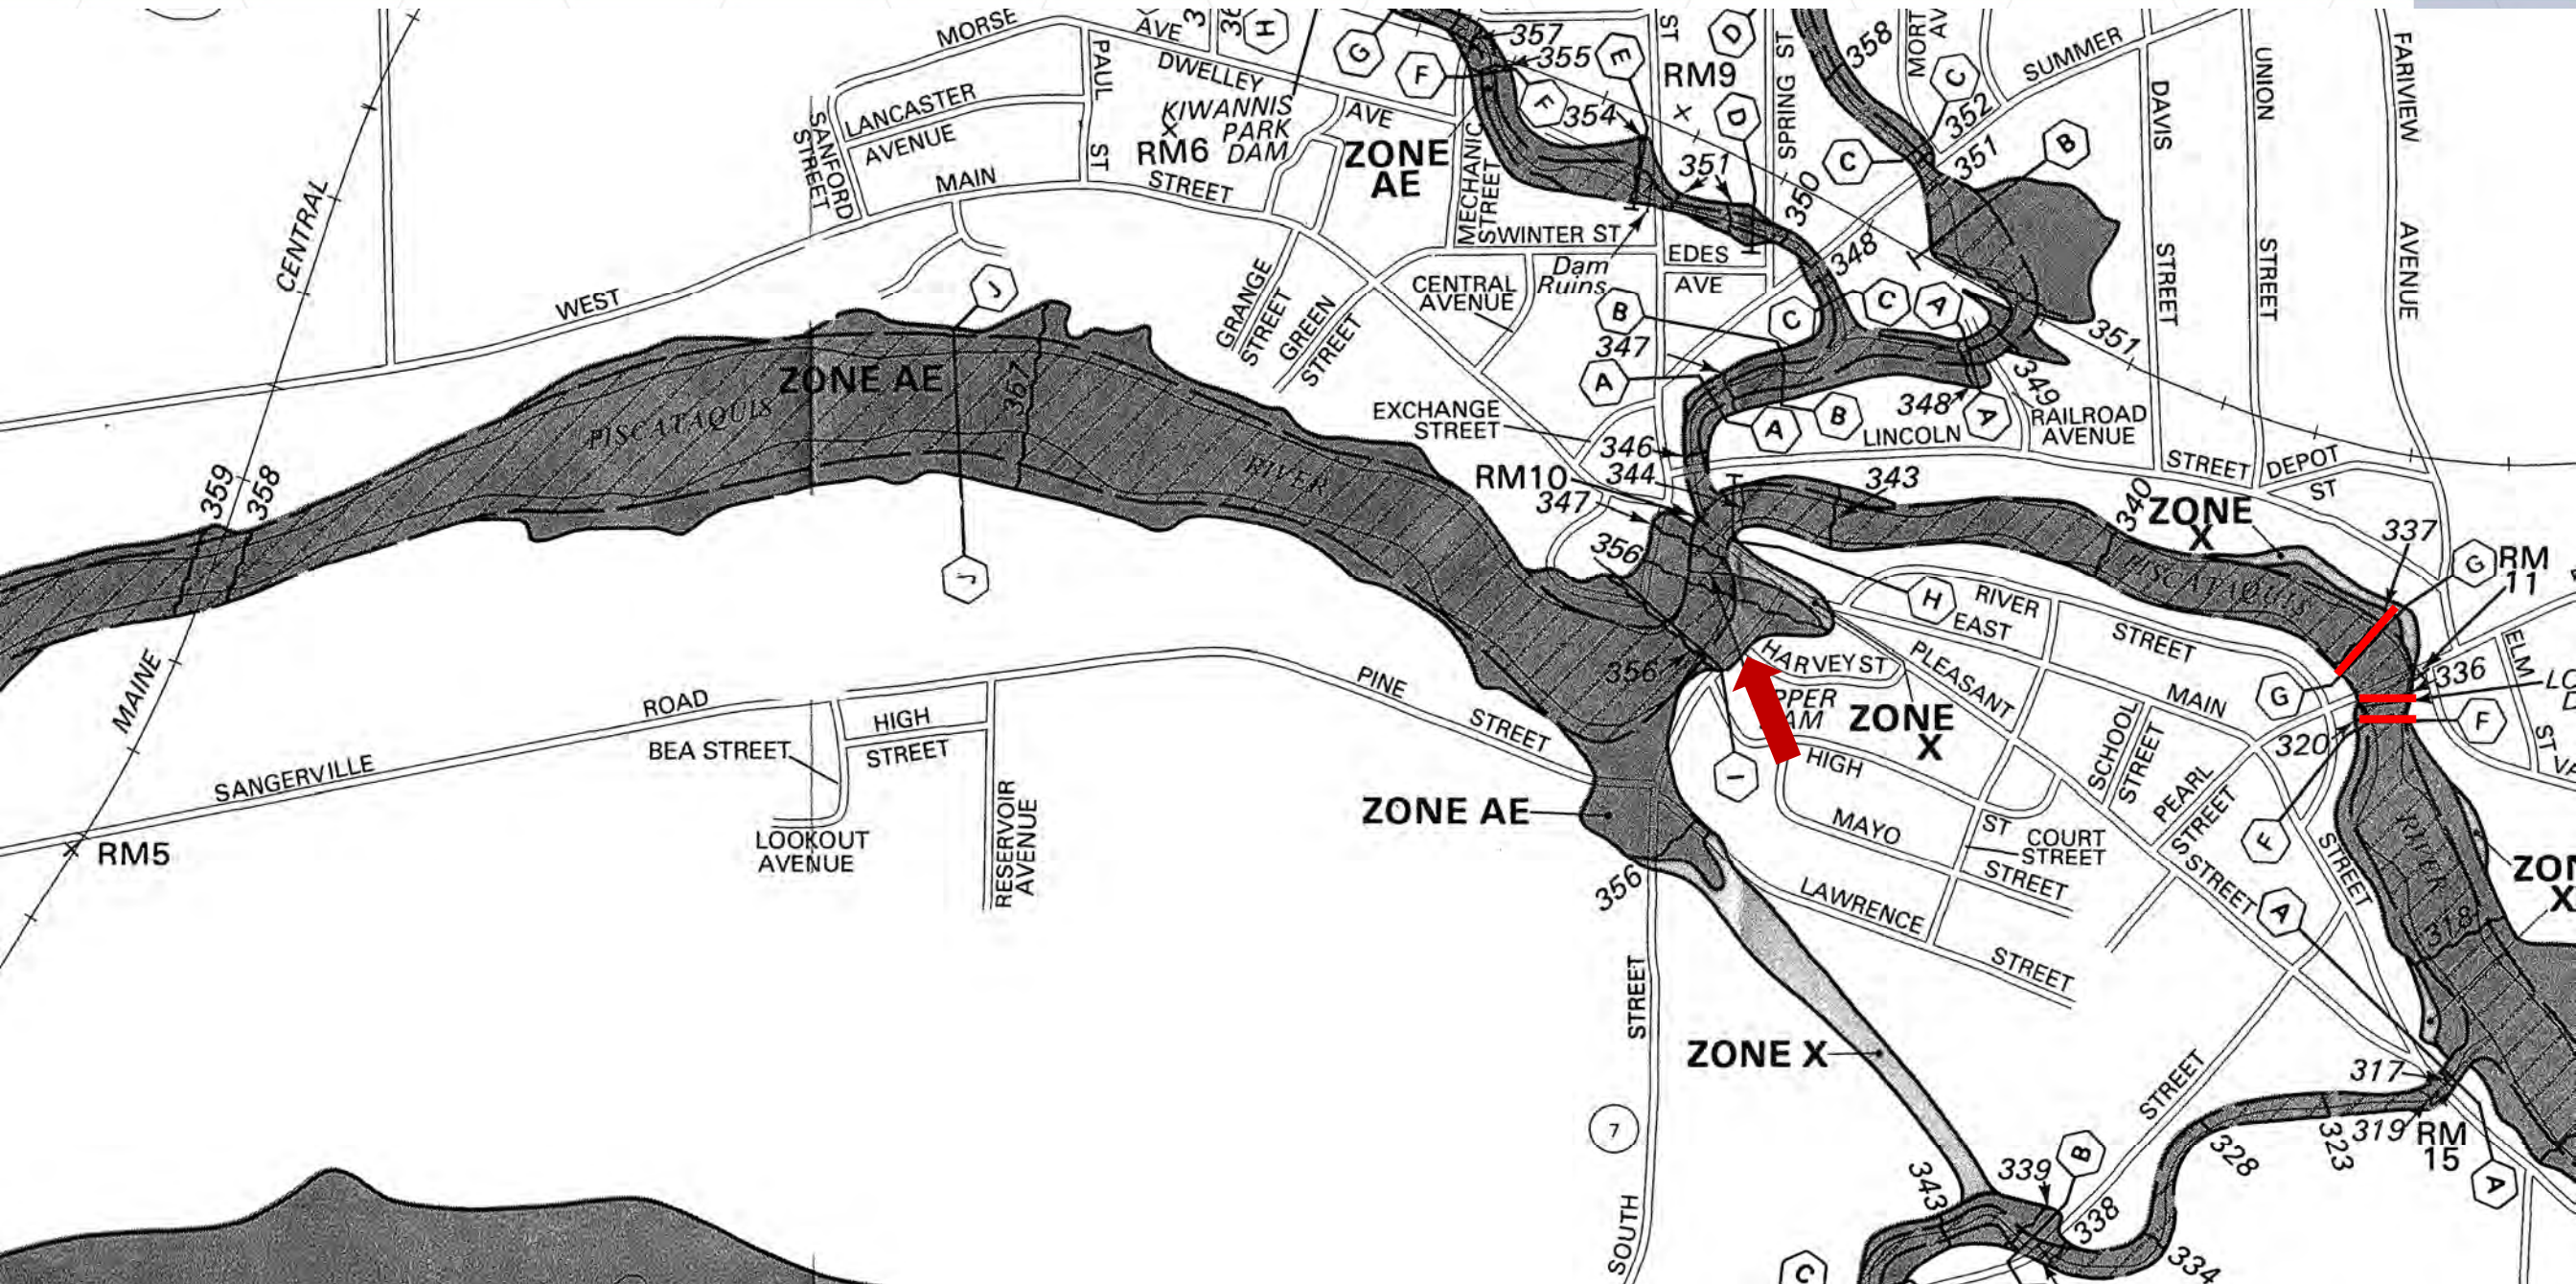 MORSE
AVE
DWELLEY
AVE
PAUL
ST
LANCASTER
AVENUE
SANFORD
STREET
MAIN
STREET
KIWANNIS
PARK
DAM
RM6
ZONE
AE
MECHANIC
STREET
H
G
F
357
355
E
F
354
ST
D
RM9
D
351
SPRING ST
358
C
352
351
C
B
SUMMER
DAVIS
STREET
UNION
STREET
FARIVIEW
AVENUE
CENTRAL
WEST
J
GRANGE
STREET
GREEN
STREET
WINTER ST
EDES
AVE
CENTRAL
AVENUE
Dam
Ruins
350
348
B
347
A
C
C
A
351
349
348
A
A
B
LINCOLN
RAILROAD
AVENUE
STREET
DEPOT
ST
EXCHANGE
STREET
346
RM10
344
347
356
343
340
ZONE
X
337
G
RM
11
ZONE AE
PISCATAQUIS
367
RIVER
359
358
J
PISCATAQUIS
H
RIVER
STREET
EAST
MAIN
HARVEY ST
PLEASANT
356
UPPER
DAM
ZONE
X
I
HIGH
ST
MAYO
STREET
COURT
STREET
SCHOOL
STREET
PEARL
STREET
STREET
STREET
LAWRENCE
STREET
G
336
320
F
F
ELM
ST
A
RIVER
318
MAINE
SANGERVILLE
ROAD
PINE
STREET
HIGH
STREET
BEA STREET
LOOKOUT
AVENUE
RESERVOIR
AVENUE
RM5
ZONE AE
356
STREET
7
SOUTH
ZONE X
STREET
317
319
323
328
RM
15
A
343
339
B
338
334
C